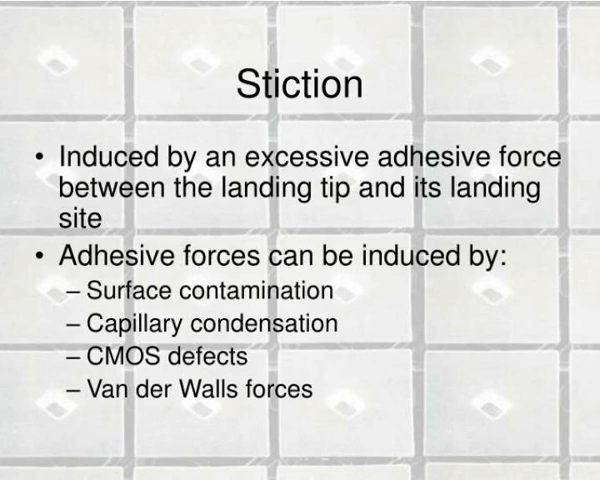 Stiction
• Induced by an excessive adhesive force
between the landing tip and its landing
site
• Adhesive forces can be induced by:
– Surface contamination
– Capillary condensation
– CMOS defects
– Van der Walls forces